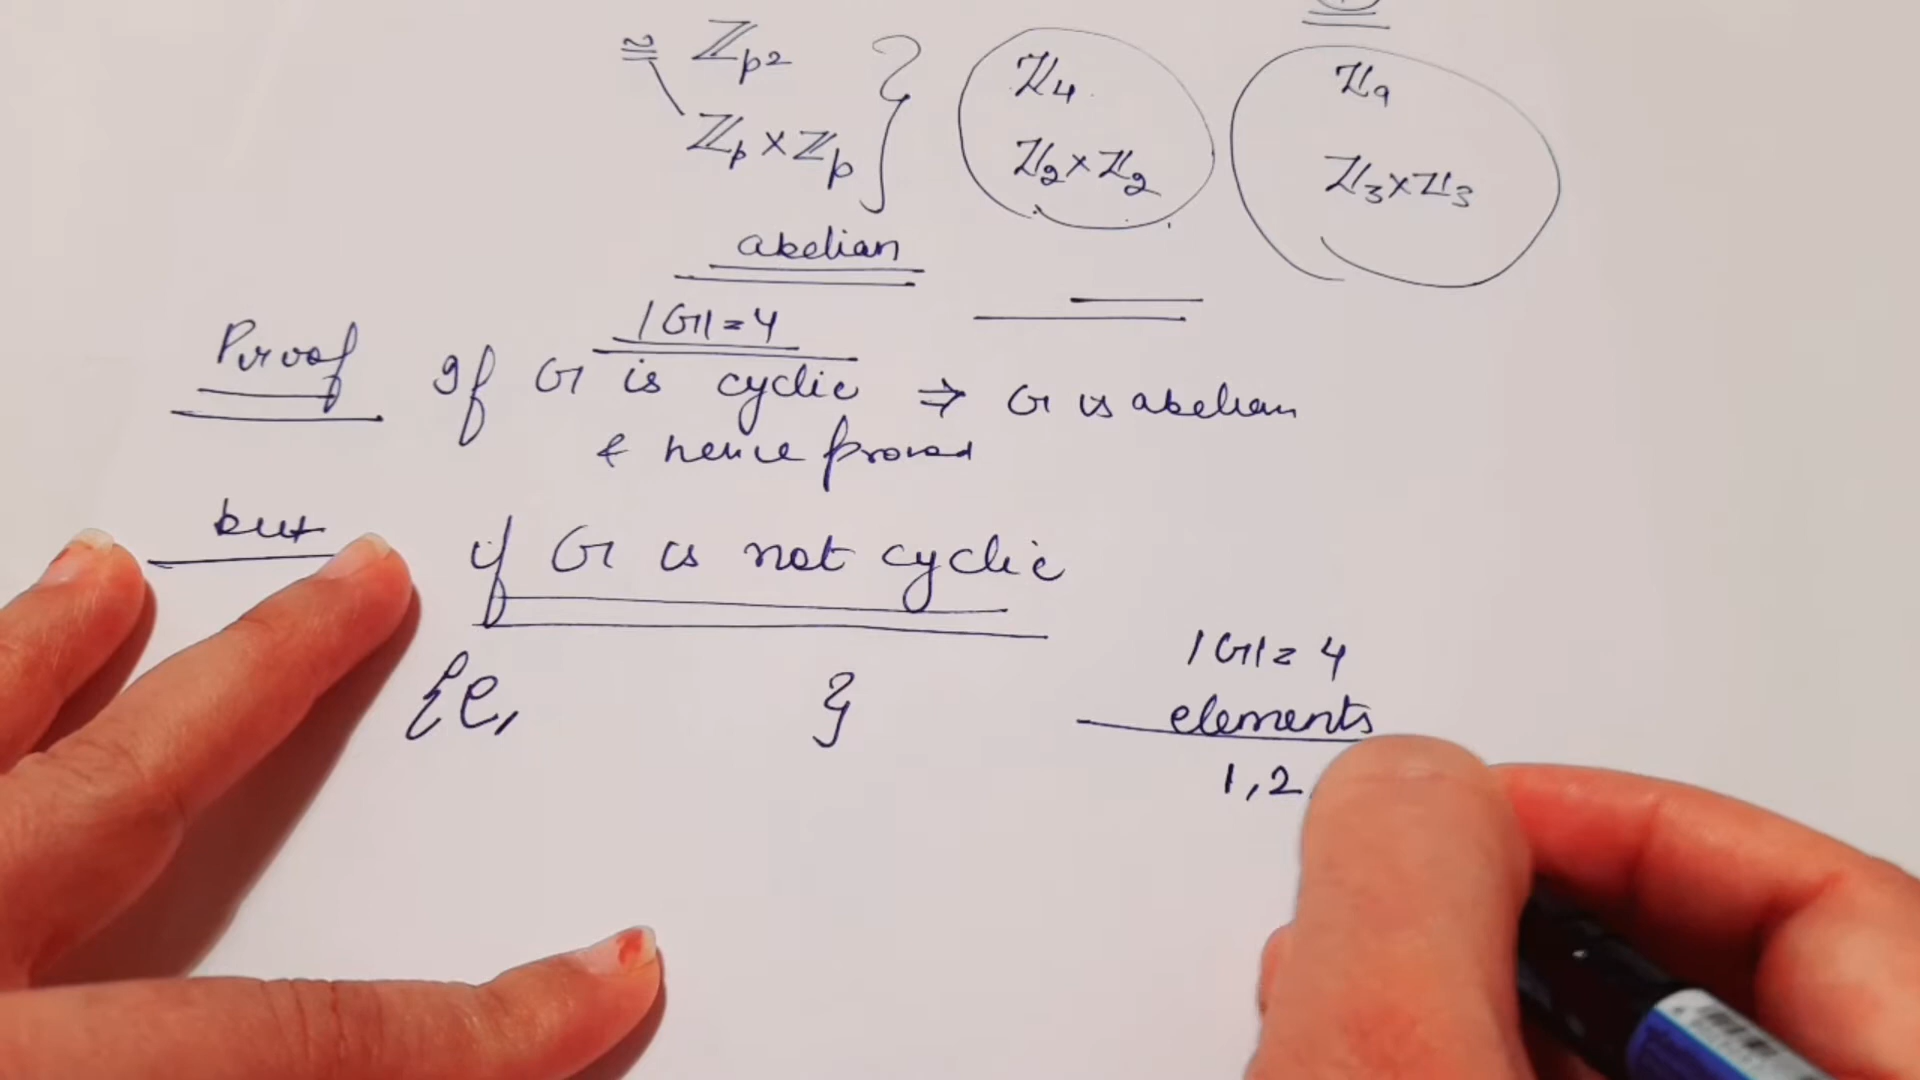 ≅ ℤp²
ℤp × ℤp }
ℤ4
ℤ2 × ℤ2
ℤ9
ℤ3 × ℤ3
abelian
|G| = 4
Proof If G is cyclic ⇒ G is abelian
& hence proved
but if G is not cyclic
{e, }
|G| = 4
elements
1, 2,